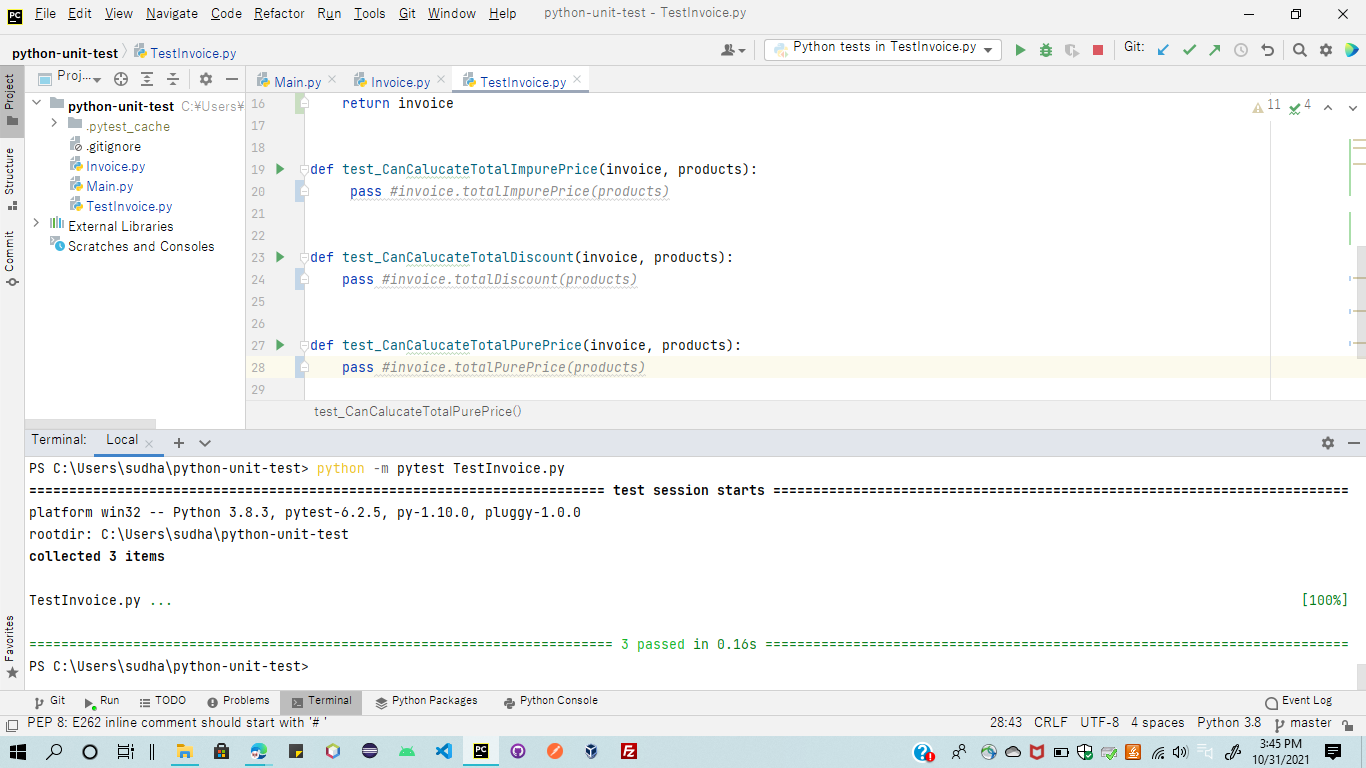 File Edit View Navigate Code Refactor Run Tools Git Window Help python-unit-test - TestInvoice.py
python-unit-test TestInvoice.py Python tests in TestInvoice.py Git:
Proj... Main.py Invoice.py TestInvoice.py
Project
Structure
Commit
Favorites
python-unit-test C:¥Users¥
.pytest_cache
.gitignore
Invoice.py
Main.py
TestInvoice.py
External Libraries
Scratches and Consoles
11 4
16 return invoice
17
18
19 def test_CanCalucateTotalImpurePrice(invoice, products):
20 pass #invoice.totalImpurePrice(products)
21
22
23 def test_CanCalucateTotalDiscount(invoice, products):
24 pass #invoice.totalDiscount(products)
25
26
27 def test_CanCalucateTotalPurePrice(invoice, products):
28 pass #invoice.totalPurePrice(products)
29
test_CanCalucateTotalPurePrice()
Terminal: Local
PS C:\Users\sudha\python-unit-test> python -m pytest TestInvoice.py
======================================================================== test session starts ========================================================================
platform win32 -- Python 3.8.3, pytest-6.2.5, py-1.10.0, pluggy-1.0.0
rootdir: C:\Users\sudha\python-unit-test
collected 3 items
TestInvoice.py ... [100%]
========================================================================= 3 passed in 0.16s =========================================================================
PS C:\Users\sudha\python-unit-test>
Git Run TODO Problems Terminal Python Packages Python Console Event Log
PEP 8: E262 inline comment should start with '# ' 28:43 CRLF UTF-8 4 spaces Python 3.8 master
3:45 PM
10/31/2021